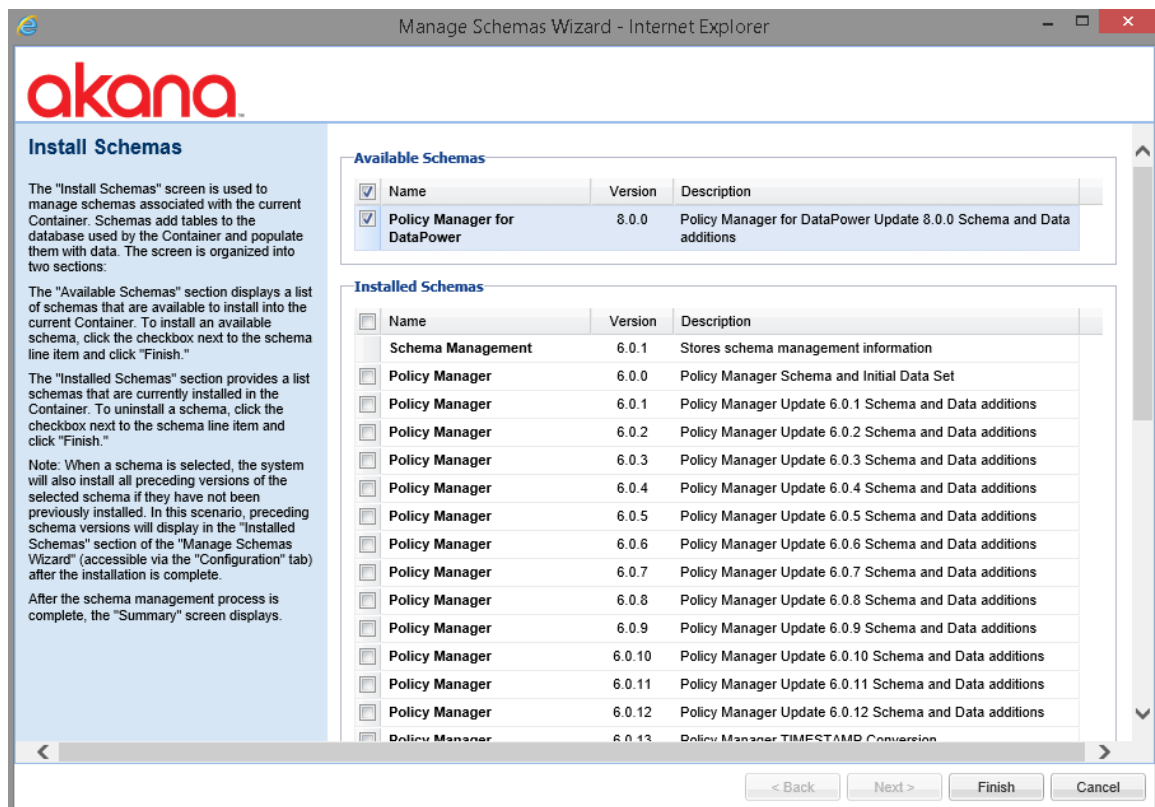 Manage Schemas Wizard - Internet Explorer
akana
Install Schemas
The "Install Schemas" screen is used to
manage schemas associated with the current
Container. Schemas add tables to the
database used by the Container and populate
them with data. The screen is organized into
two sections:
The "Available Schemas" section displays a list
of schemas that are available to install into the
current Container. To install an available
schema, click the checkbox next to the schema
line item and click "Finish."
The "Installed Schemas" section provides a list
schemas that are currently installed in the
Container. To uninstall a schema, click the
checkbox next to the schema line item and
click "Finish."
Note: When a schema is selected, the system
will also install all preceding versions of the
selected schema if they have not been
previously installed. In this scenario, preceding
schema versions will display in the "Installed
Schemas" section of the "Manage Schemas
Wizard" (accessible via the "Configuration" tab)
after the installation is complete.
After the schema management process is
complete, the "Summary" screen displays.
Available Schemas
Name Version Description
Policy Manager for 8.0.0 Policy Manager for DataPower Update 8.0.0 Schema and Data
DataPower additions
Installed Schemas
Name Version Description
Schema Management 6.0.1 Stores schema management information
Policy Manager 6.0.0 Policy Manager Schema and Initial Data Set
Policy Manager 6.0.1 Policy Manager Update 6.0.1 Schema and Data additions
Policy Manager 6.0.2 Policy Manager Update 6.0.2 Schema and Data additions
Policy Manager 6.0.3 Policy Manager Update 6.0.3 Schema and Data additions
Policy Manager 6.0.4 Policy Manager Update 6.0.4 Schema and Data additions
Policy Manager 6.0.5 Policy Manager Update 6.0.5 Schema and Data additions
Policy Manager 6.0.6 Policy Manager Update 6.0.6 Schema and Data additions
Policy Manager 6.0.7 Policy Manager Update 6.0.7 Schema and Data additions
Policy Manager 6.0.8 Policy Manager Update 6.0.8 Schema and Data additions
Policy Manager 6.0.9 Policy Manager Update 6.0.9 Schema and Data additions
Policy Manager 6.0.10 Policy Manager Update 6.0.10 Schema and Data additions
Policy Manager 6.0.11 Policy Manager Update 6.0.11 Schema and Data additions
Policy Manager 6.0.12 Policy Manager Update 6.0.12 Schema and Data additions
Policy Manager 6.0.13 Policy Manager TIMESTAMP Conversion
< Back Next > Finish Cancel